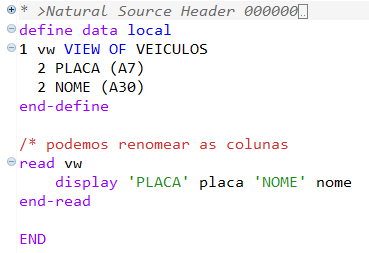 * >Natural Source Header 000000..
define data local
1 vw VIEW OF VEICULOS
  2 PLACA (A7)
  2 NOME (A30)
end-define

/* podemos renomear as colunas
read vw
    display 'PLACA' placa 'NOME' nome
end-read

END